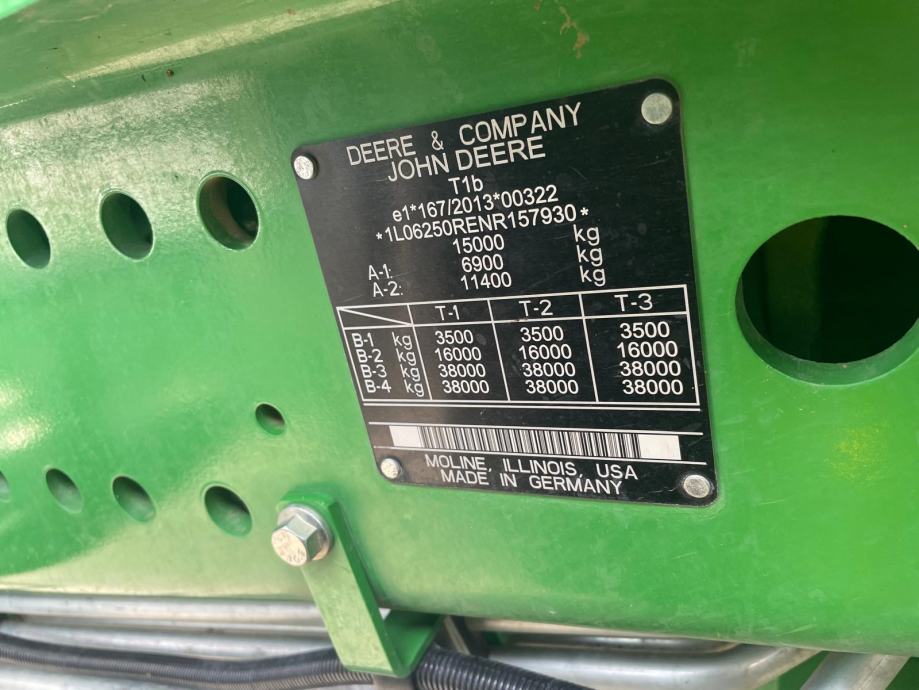 DEERE & COMPANY
JOHN DEERE
T1b
e1*167/2013*00322
*1L06250RENR157930*
15000 kg
A-1: 6900 kg
A-2: 11400 kg
T-1 T-2 T-3
B-1 kg 3500 3500 3500
B-2 kg 16000 16000 16000
B-3 kg 38000 38000 38000
B-4 kg 38000 38000 38000
MOLINE, ILLINOIS, USA
MADE IN GERMANY